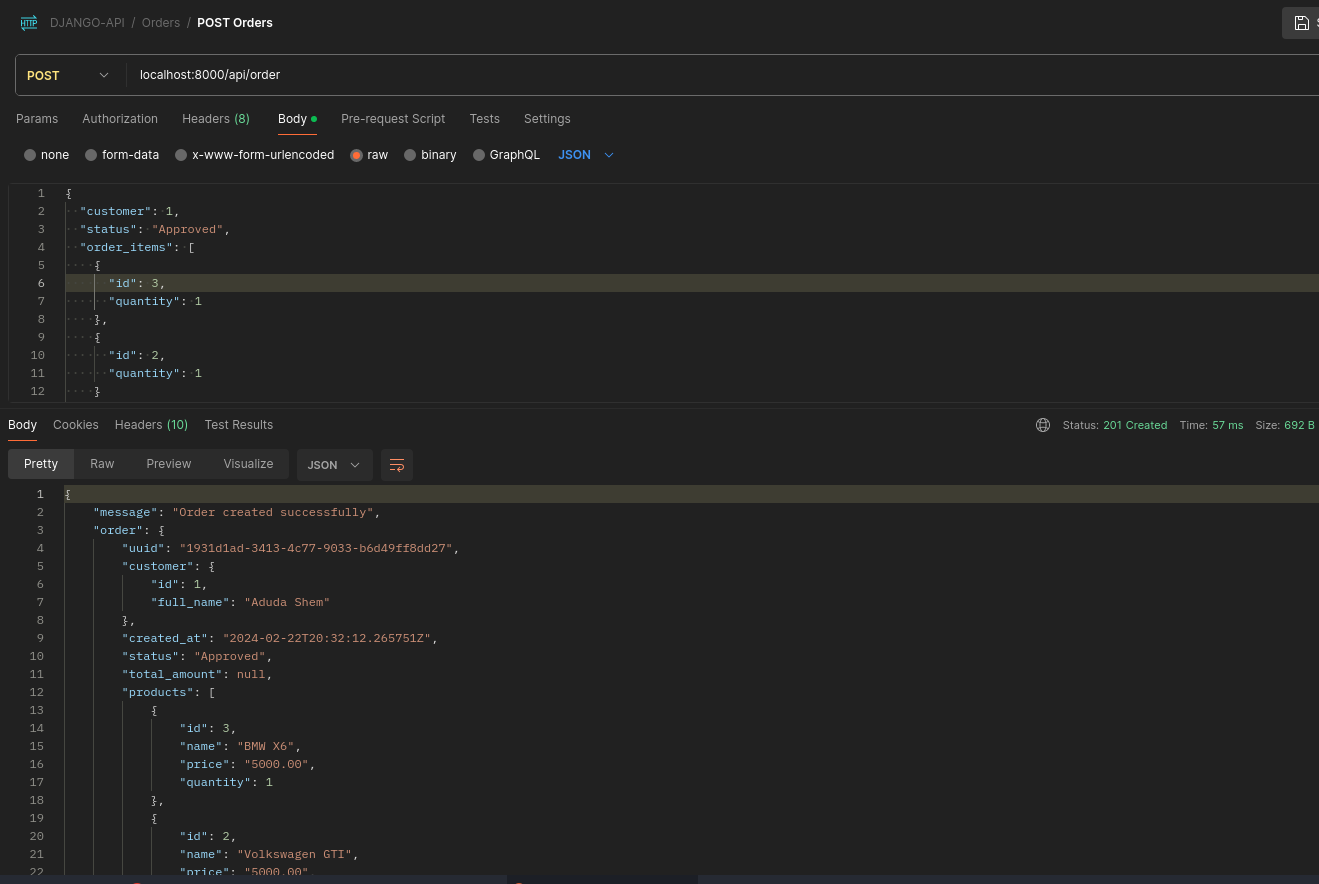 HTTP DJANGO-API / Orders / POST Orders
POST localhost:8000/api/order
Params Authorization Headers (8) Body Pre-request Script Tests Settings
none form-data x-www-form-urlencoded raw binary GraphQL JSON
1 {
2 "customer": 1,
3 "status": "Approved",
4 "order_items": [
5 {
6 "id": 3,
7 "quantity": 1
8 },
9 {
10 "id": 2,
11 "quantity": 1
12 }
Body Cookies Headers (10) Test Results Status: 201 Created Time: 57 ms Size: 692 B
Pretty Raw Preview Visualize JSON
1 {
2 "message": "Order created successfully",
3 "order": {
4 "uuid": "1931d1ad-3413-4c77-9033-b6d49ff8dd27",
5 "customer": {
6 "id": 1,
7 "full_name": "Aduda Shem"
8 },
9 "created_at": "2024-02-22T20:32:12.265751Z",
10 "status": "Approved",
11 "total_amount": null,
12 "products": [
13 {
14 "id": 3,
15 "name": "BMW X6",
16 "price": "5000.00",
17 "quantity": 1
18 },
19 {
20 "id": 2,
21 "name": "Volkswagen GTI",
22 "price": "5000.00",